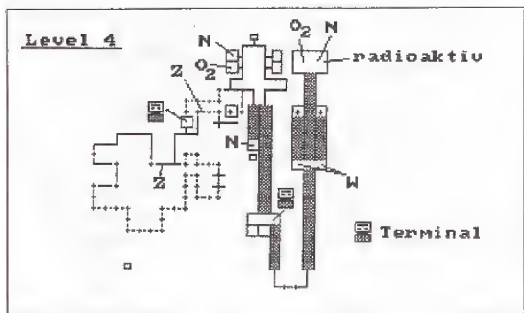 Level 4
N
O₂
O₂ N
radioaktiv
Z
N
Z
W
Terminal